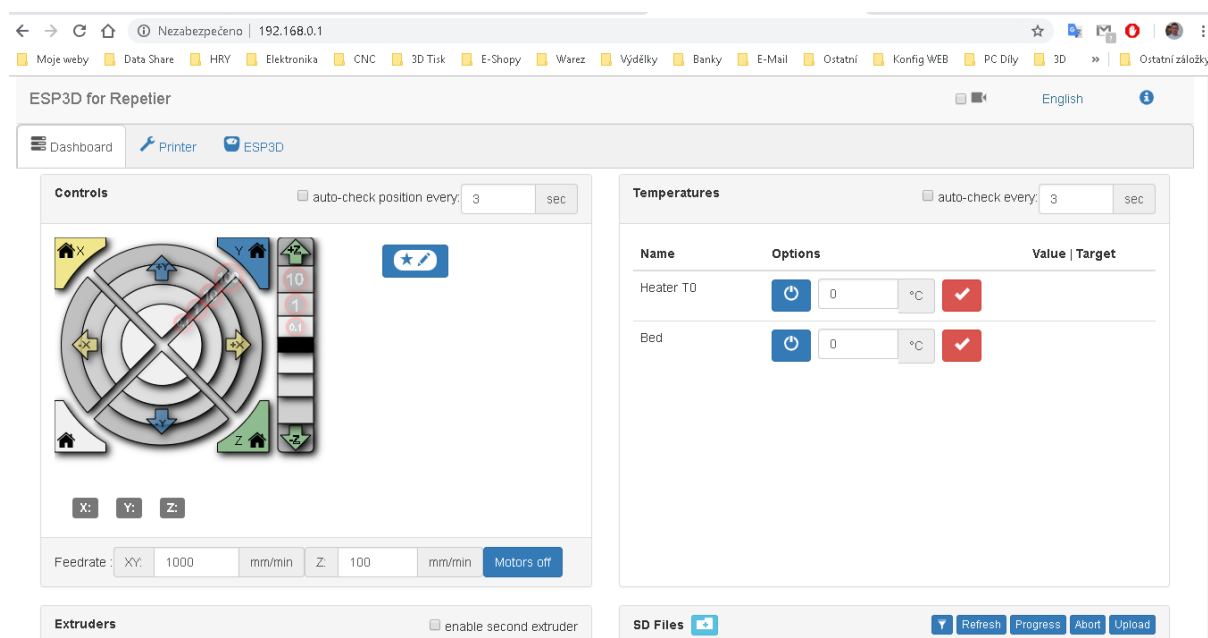 Nezabezpečeno | 192.168.0.1
Moje weby Data Share HRY Elektronika CNC 3D Tisk E-Shopy Warez Výdělky Banky E-Mail Ostatní Konfig WEB PC Díly 3D » Ostatní záložky
ESP3D for Repetier English
Dashboard Printer ESP3D
Controls auto-check position every: 3 sec
X Y +Z
+Y
10
1
0.1
-X +X
-Y
Z -Z
X: Y: Z:
Feedrate : XY: 1000 mm/min Z: 100 mm/min Motors off
Temperatures auto-check every: 3 sec
Name Options Value | Target
Heater T0 0 °C
Bed 0 °C
Extruders enable second extruder
SD Files Refresh Progress Abort Upload